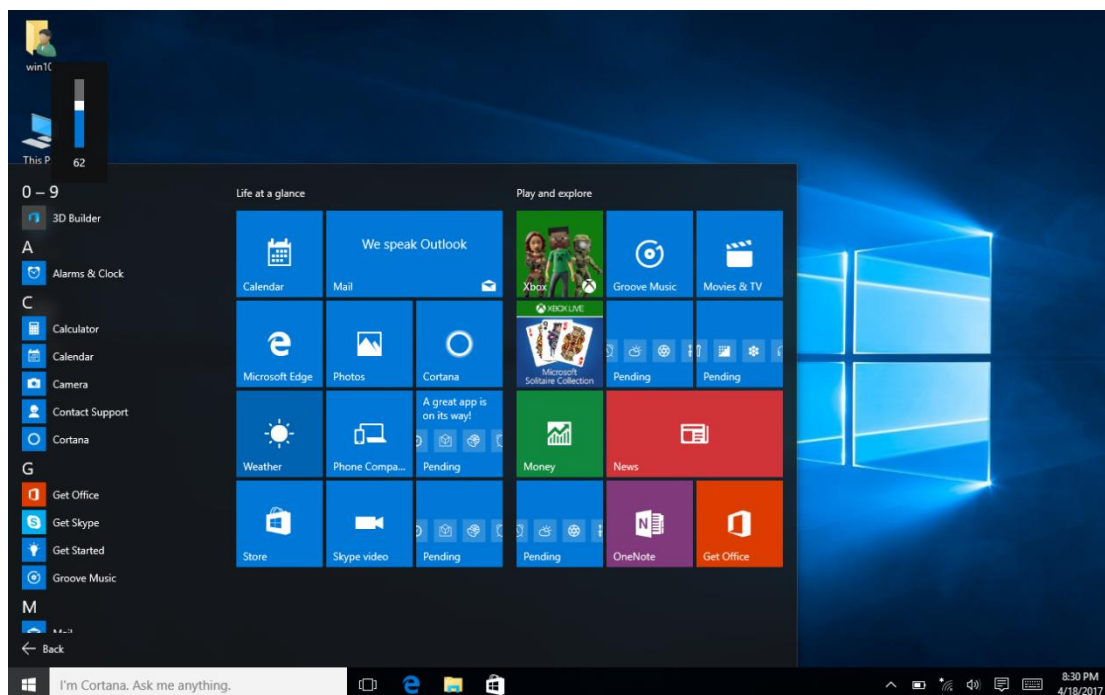 win10
62
This P
0 – 9
3D Builder
A
Alarms & Clock
C
Calculator
Calendar
Camera
Contact Support
Cortana
G
Get Office
Get Skype
Get Started
Groove Music
M
Back
Life at a glance
Calendar
We speak Outlook
Mail
Microsoft Edge
Photos
Cortana
Weather
Phone Compa...
A great app is
on its way!
Pending
Store
Skype video
Pending
Play and explore
Xbox
Groove Music
Movies & TV
XBOX LIVE
Microsoft
Solitaire Collection
Pending
Pending
Money
News
Pending
OneNote
Get Office
I'm Cortana. Ask me anything.
8:30 PM
4/18/2017